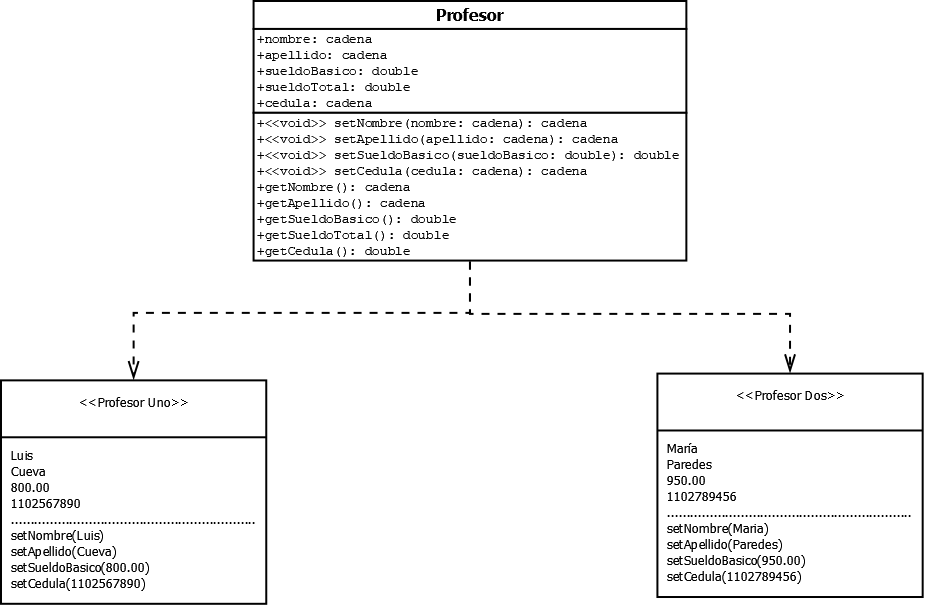 Profesor
+nombre: cadena
+apellido: cadena
+sueldoBasico: double
+sueldoTotal: double
+cedula: cadena
+<<void>> setNombre(nombre: cadena): cadena
+<<void>> setApellido(apellido: cadena): cadena
+<<void>> setSueldoBasico(sueldoBasico: double): double
+<<void>> setCedula(cedula: cadena): cadena
+getNombre(): cadena
+getApellido(): cadena
+getSueldoBasico(): double
+getSueldoTotal(): double
+getCedula(): double
<<Profesor Uno>>
Luis
Cueva
800.00
1102567890
setNombre(Luis)
setApellido(Cueva)
setSueldoBasico(800.00)
setCedula(1102567890)
<<Profesor Dos>>
María
Paredes
950.00
1102789456
setNombre(Maria)
setApellido(Paredes)
setSueldoBasico(950.00)
setCedula(1102789456)